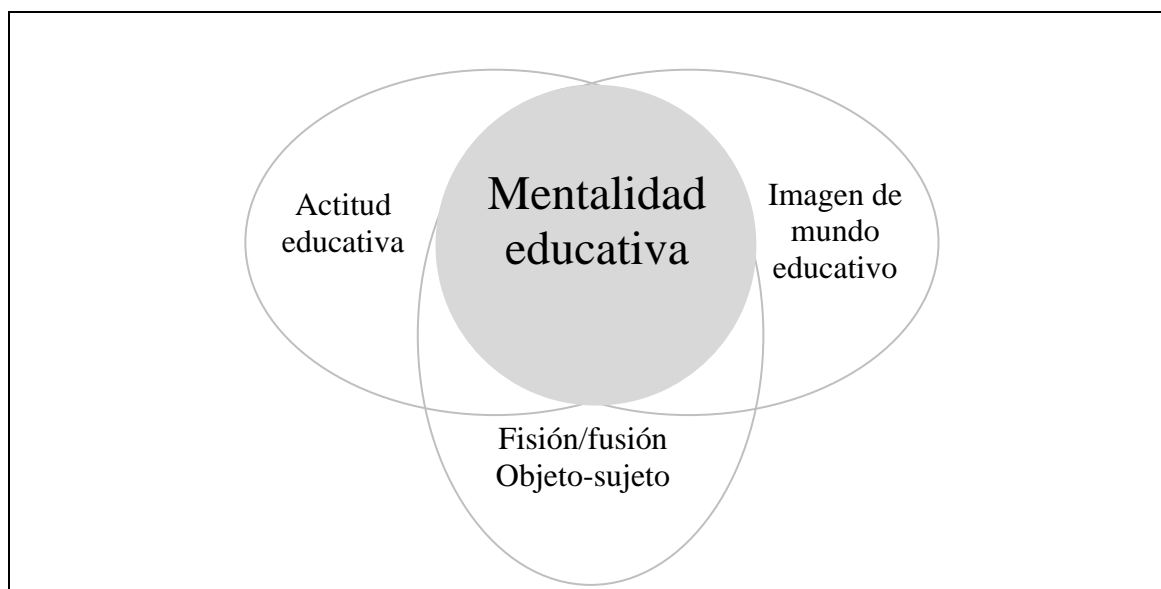 Actitud
educativa
Mentalidad
educativa
Imagen de
mundo
educativo
Fisión/fusión
Objeto-sujeto